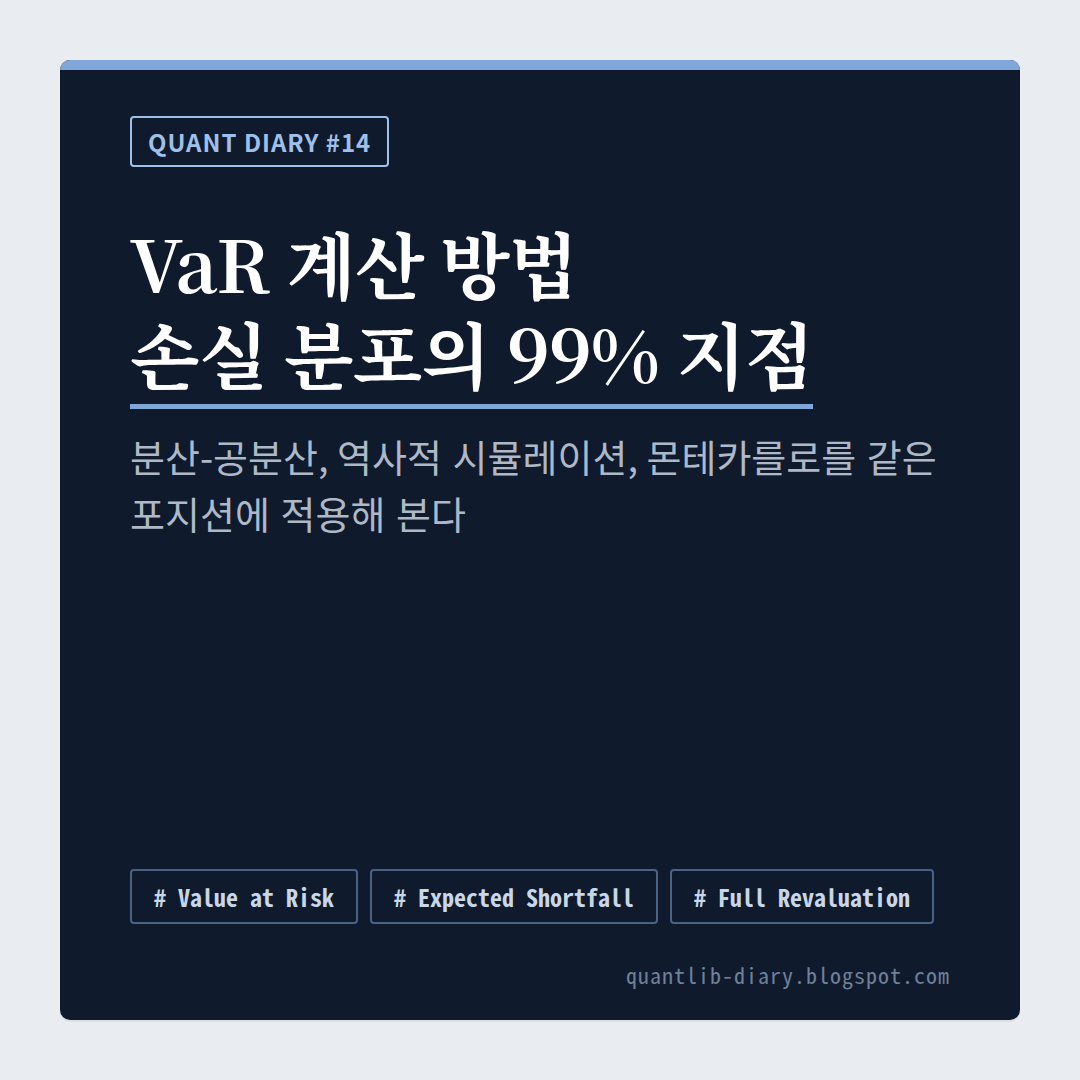 QUANT DIARY #14
VaR 계산 방법
손실 분포의 99% 지점
분산-공분산, 역사적 시뮬레이션, 몬테카를로를 같은
포지션에 적용해 본다
# Value at Risk
# Expected Shortfall
# Full Revaluation
quantlib-diary.blogspot.com